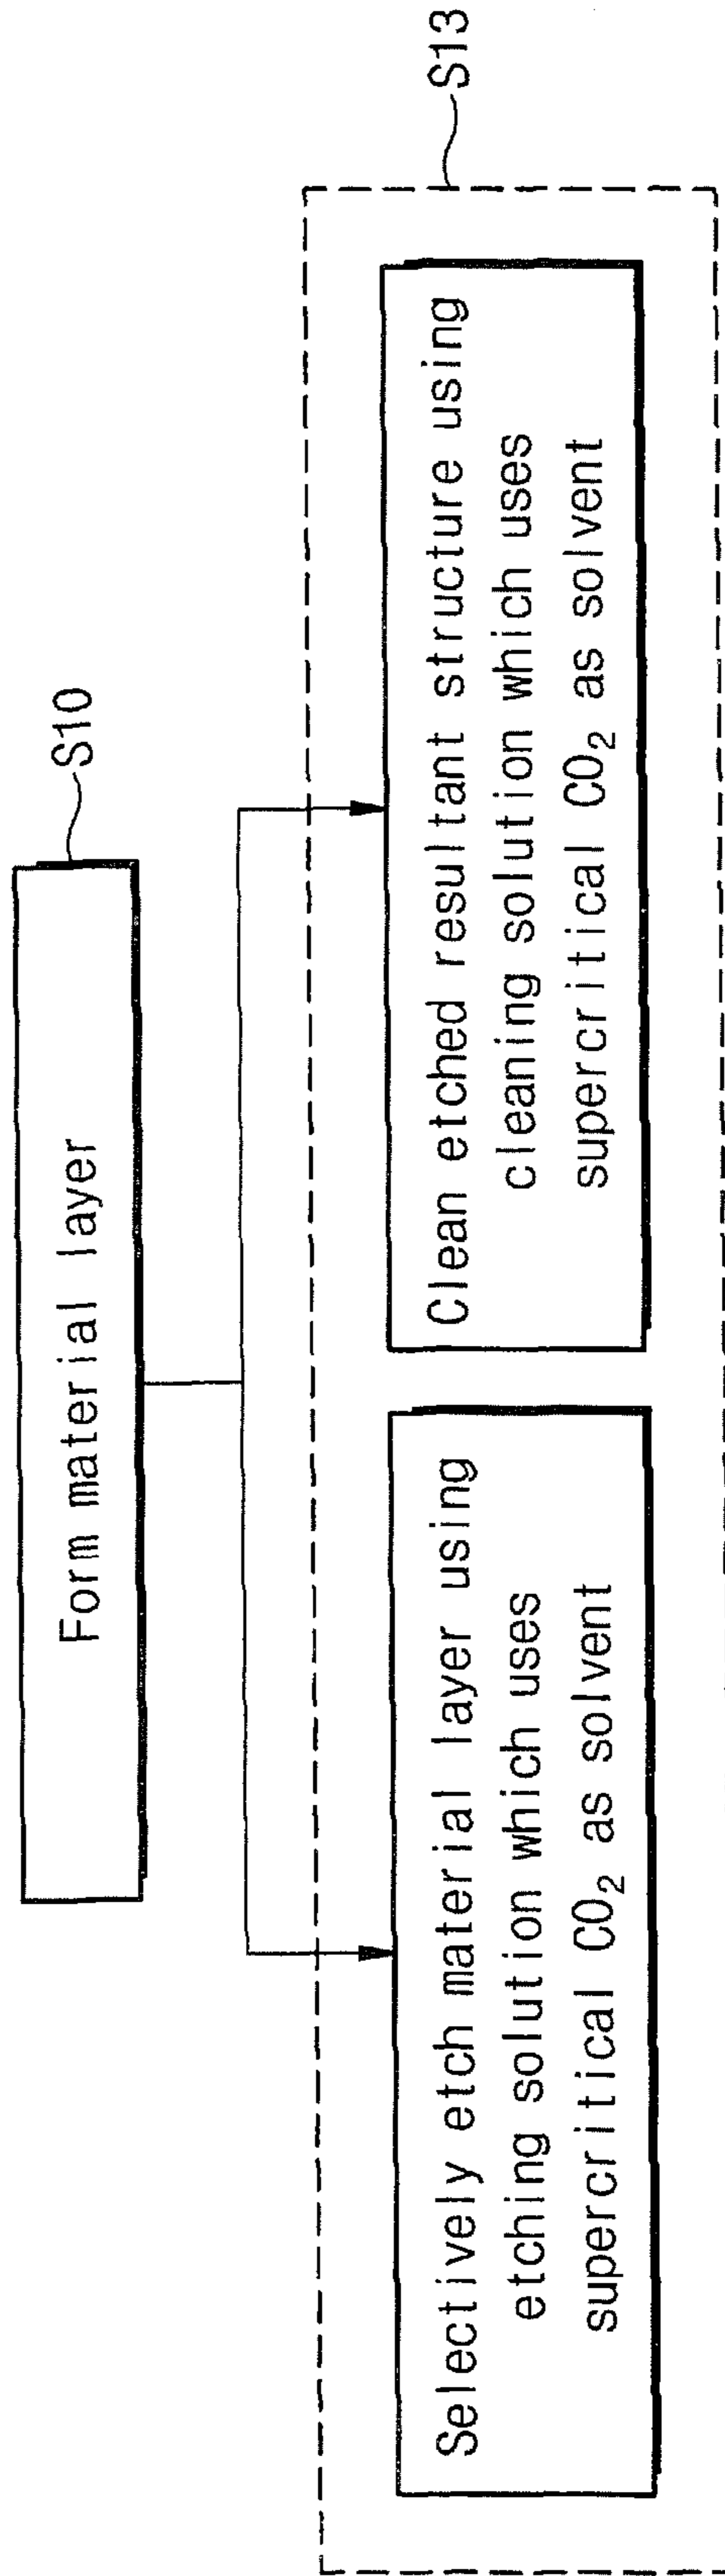 Form material layer
S10
Selectively etch material layer using
etching solution which uses
supercritical CO₂ as solvent
Clean etched resultant structure using
cleaning solution which uses
supercritical CO₂ as solvent
S13